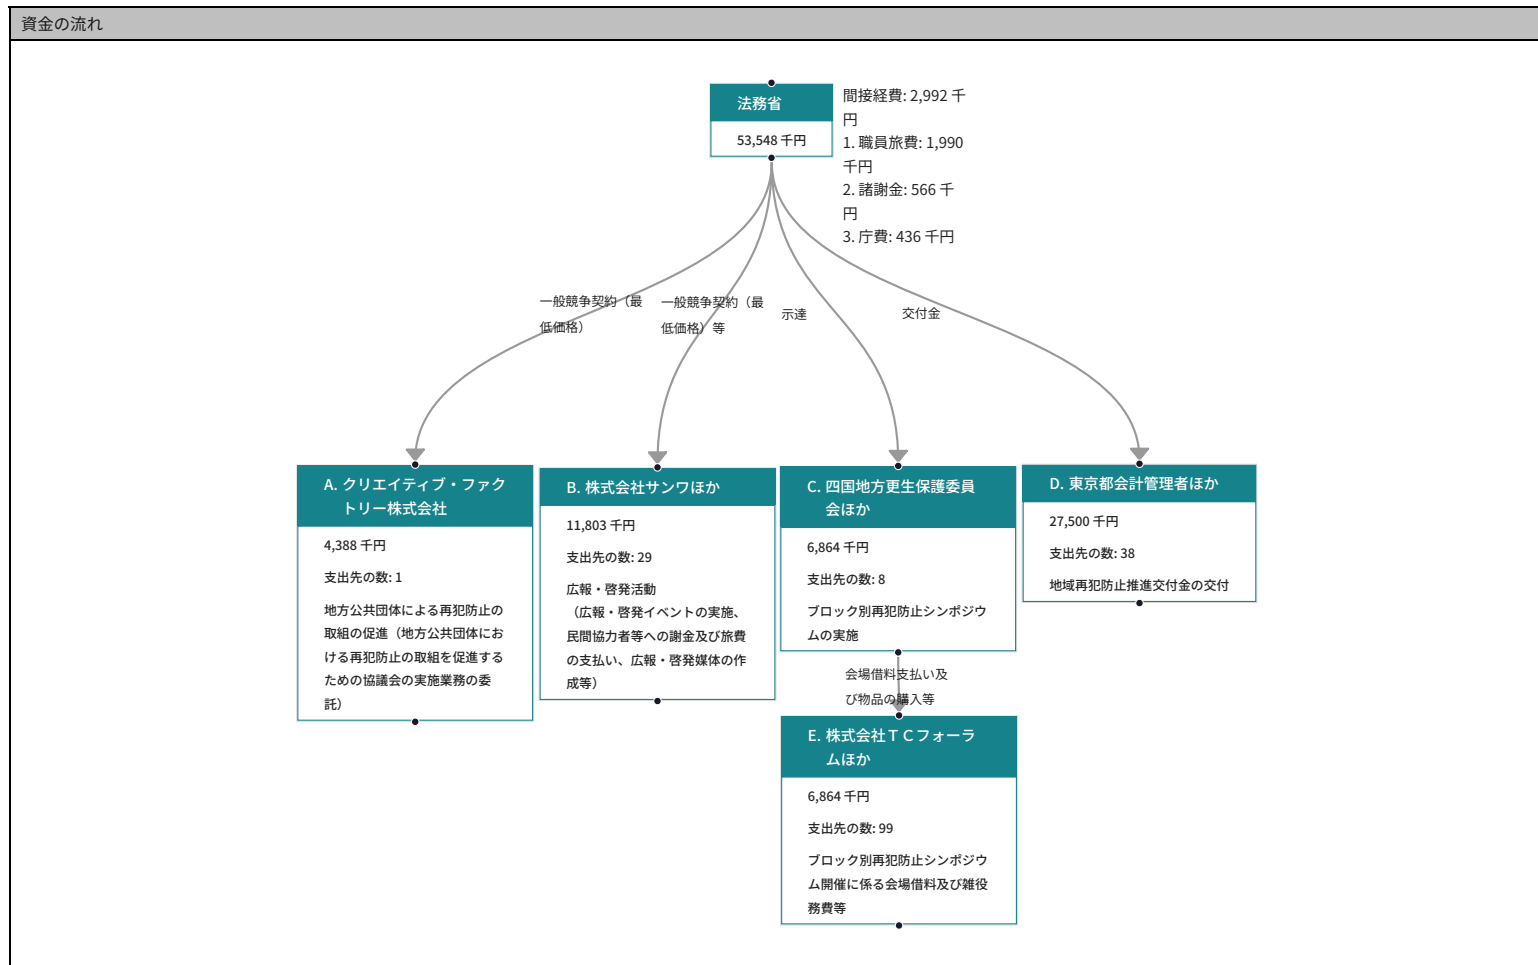 資金の流れ
法務省
53,548 千円
間接経費: 2,992 千
円
1. 職員旅費: 1,990
千円
2. 諸謝金: 566 千
円
3. 庁費: 436 千円
一般競争契約（最
低価格）
一般競争契約（最
低価格）等
示達
交付金
A. クリエイティブ・ファク
トリー株式会社
4,388 千円
支出先の数: 1
地方公共団体による再犯防止の
取組の促進（地方公共団体にお
ける再犯防止の取組を促進する
ための協議会の実施業務の委
託）
B. 株式会社サンワほか
11,803 千円
支出先の数: 29
広報・啓発活動
（広報・啓発イベントの実施、
民間協力者等への謝金及び旅費
の支払い、広報・啓発媒体の作
成等）
C. 四国地方更生保護委員
会ほか
6,864 千円
支出先の数: 8
ブロック別再犯防止シンポジウ
ムの実施
D. 東京都会計管理者ほか
27,500 千円
支出先の数: 38
地域再犯防止推進交付金の交付
会場借料支払い及
び物品の購入等
E. 株式会社ＴＣフォーラ
ムほか
6,864 千円
支出先の数: 99
ブロック別再犯防止シンポジウ
ム開催に係る会場借料及び雑役
務費等